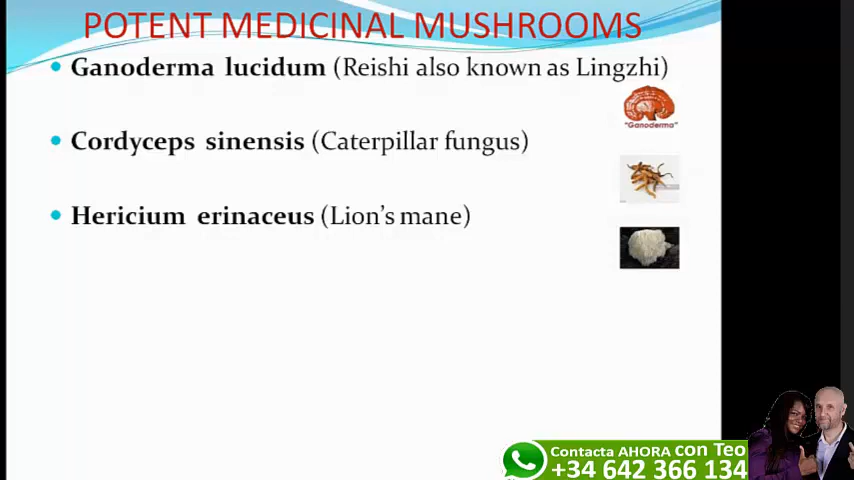 POTENT MEDICINAL MUSHROOMS
Ganoderma lucidum (Reishi also known as Lingzhi)
"Ganoderma"
Cordyceps sinensis (Caterpillar fungus)
Hericium erinaceus (Lion's mane)
Contacta AHORA con Teo
+34 642 366 134